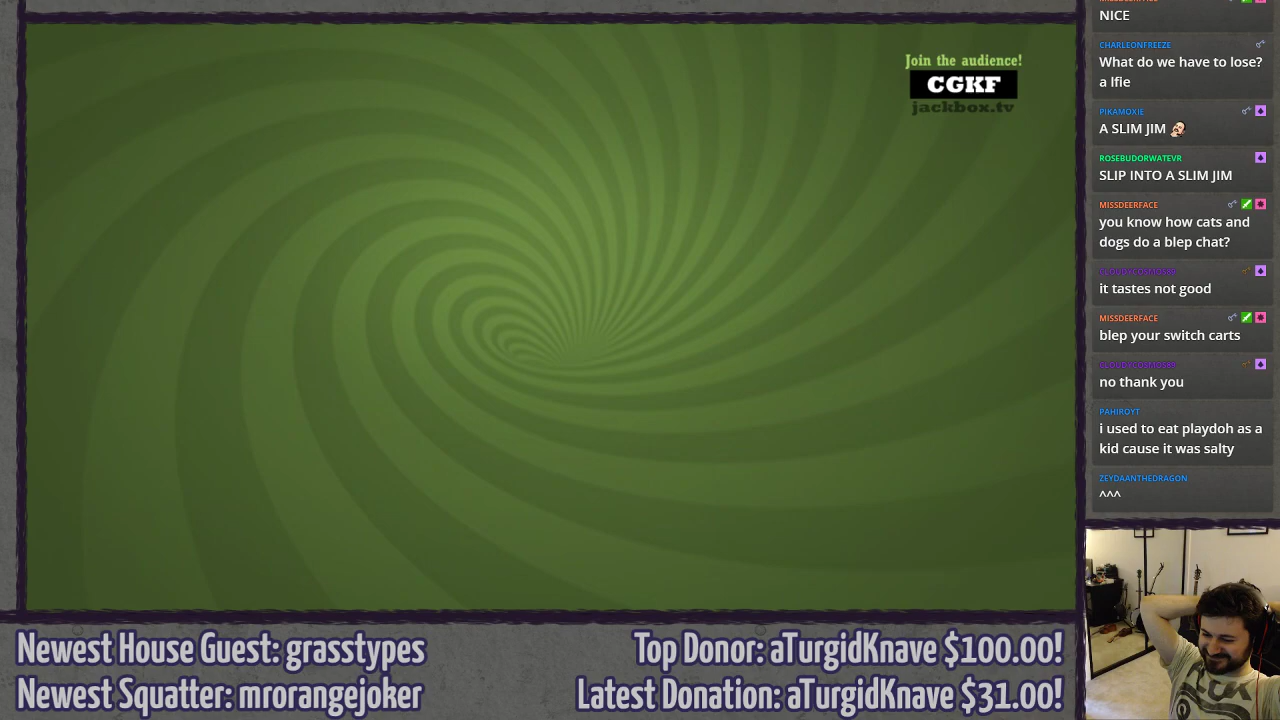 Join the audience!
CGKF
jackbox.tv
NICE
CHARLEONFREEZE
What do we have to lose?
a lfie
PIKAMOXIE
A SLIM JIM
ROSEBUDORWATEVR
SLIP INTO A SLIM JIM
MISSDEERFACE
you know how cats and
dogs do a blep chat?
it tastes not good
MISSDEERFACE
blep your switch carts
no thank you
PAHIROYT
i used to eat playdoh as a
kid cause it was salty
ZEYDAANTHEDRAGON
^^^
Newest House Guest: grasstypes
Newest Squatter: mrorangejoker
Top Donor: aTurgidKnave $100.00!
Latest Donation: aTurgidKnave $31.00!